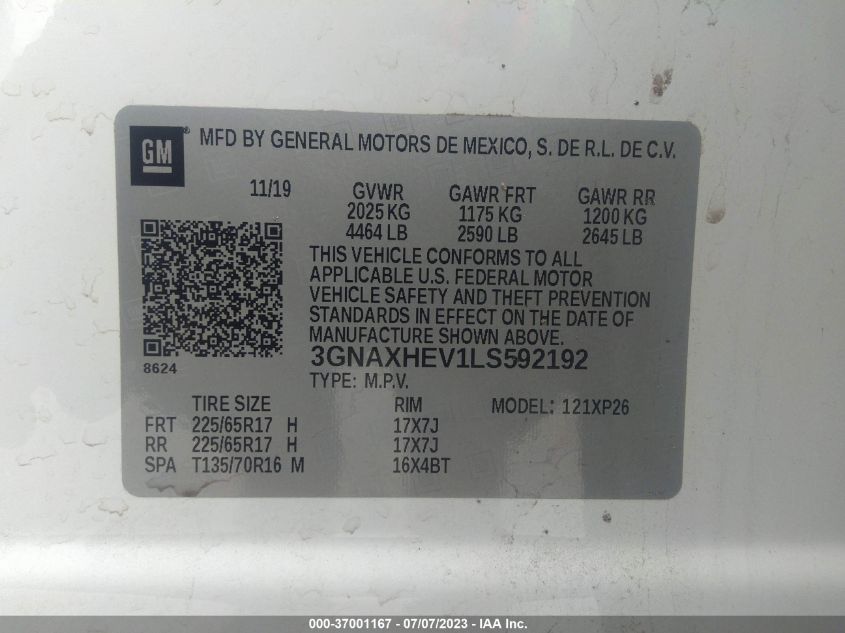 GM ® MFD BY GENERAL MOTORS DE MEXICO, S. DE R.L. DE C.V.
11/19 GVWR GAWR FRT GAWR RR
2025 KG 1175 KG 1200 KG
4464 LB 2590 LB 2645 LB
THIS VEHICLE CONFORMS TO ALL
APPLICABLE U.S. FEDERAL MOTOR
VEHICLE SAFETY AND THEFT PREVENTION
STANDARDS IN EFFECT ON THE DATE OF
MANUFACTURE SHOWN ABOVE.
3GNAXHEV1LS592192
8624
TYPE: M.P.V.
TIRE SIZE RIM MODEL: 121XP26
FRT 225/65R17 H 17X7J
RR 225/65R17 H 17X7J
SPA T135/70R16 M 16X4BT
000-37001167 - 07/07/2023 - IAA Inc.